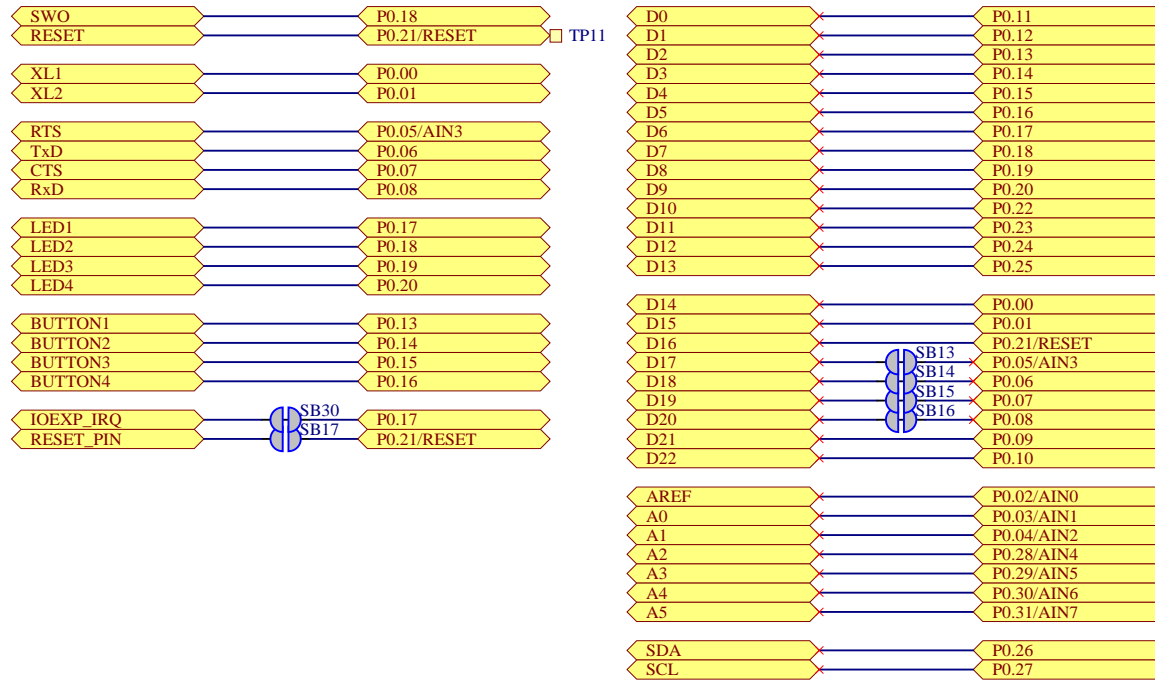 SWO P0.18
RESET P0.21/RESET TP11
XL1 P0.00
XL2 P0.01
RTS P0.05/AIN3
TxD P0.06
CTS P0.07
RxD P0.08
LED1 P0.17
LED2 P0.18
LED3 P0.19
LED4 P0.20
BUTTON1 P0.13
BUTTON2 P0.14
BUTTON3 P0.15
BUTTON4 P0.16
IOEXP_IRQ SB30 P0.17
RESET_PIN SB17 P0.21/RESET
D0 P0.11
D1 P0.12
D2 P0.13
D3 P0.14
D4 P0.15
D5 P0.16
D6 P0.17
D7 P0.18
D8 P0.19
D9 P0.20
D10 P0.22
D11 P0.23
D12 P0.24
D13 P0.25
D14 P0.00
D15 P0.01
D16 P0.21/RESET
D17 SB13 P0.05/AIN3
D18 SB14 P0.06
D19 SB15 P0.07
D20 SB16 P0.08
D21 P0.09
D22 P0.10
AREF P0.02/AIN0
A0 P0.03/AIN1
A1 P0.04/AIN2
A2 P0.28/AIN4
A3 P0.29/AIN5
A4 P0.30/AIN6
A5 P0.31/AIN7
SDA P0.26
SCL P0.27